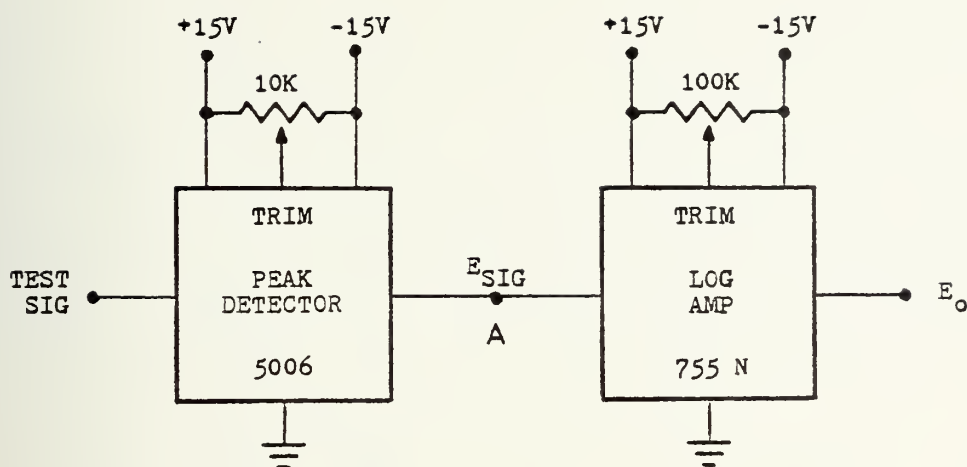 +15V -15V
10K
TRIM
PEAK
DETECTOR
5006
TEST
SIG
E SIG
A
+15V -15V
100K
TRIM
LOG
AMP
755 N
E o